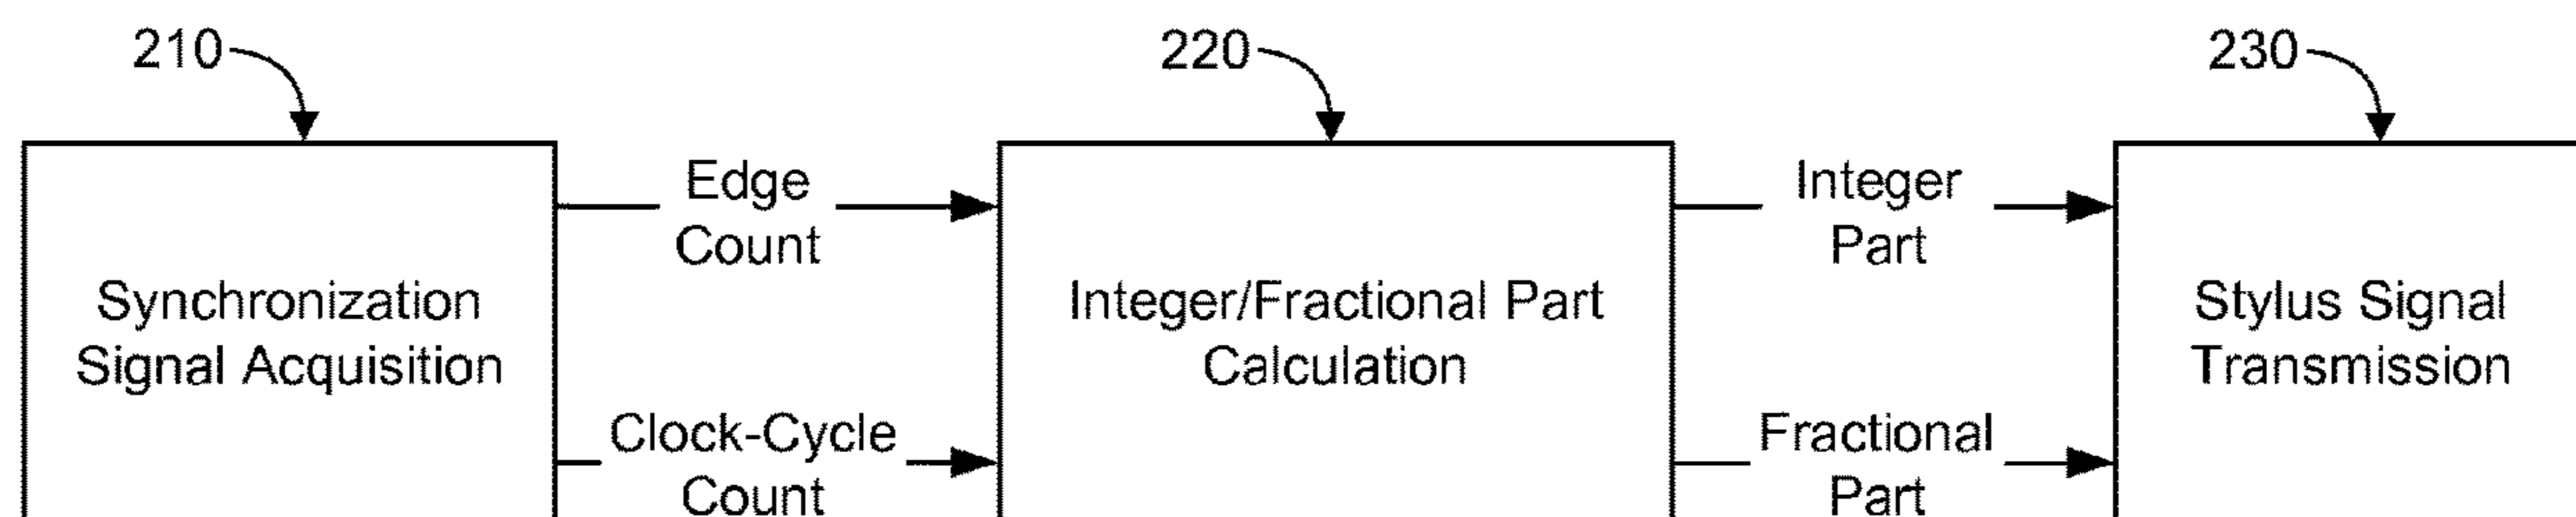 210
220
230
Edge
Count
Integer
Part
Synchronization
Signal Acquisition
Integer/Fractional Part
Calculation
Stylus Signal
Transmission
Clock-Cycle
Count
Fractional
Part